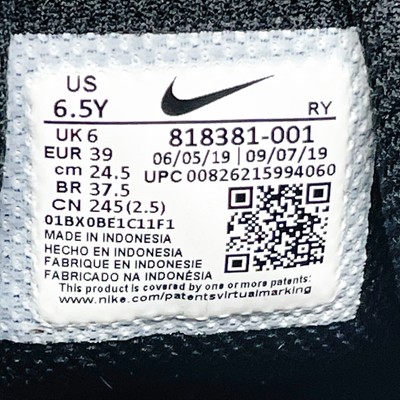 US
6.5Y RY
UK 6 818381-001
EUR 39 06/05/19 | 09/07/19
cm 24.5 UPC 00826215994060
BR 37.5
CN 245(2.5)
01BX0BE1C11F1
MADE IN INDONESIA
HECHO EN INDONESIA
FABRIQUE EN INDONESIE
FABRICADO NA INDONÉSIA
This product is covered by one or more patents:
www.nike.com/patentsvirtualmarking